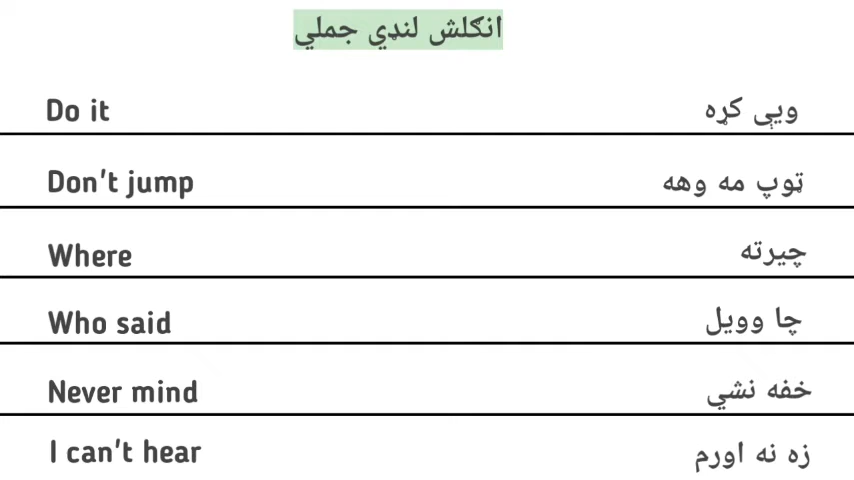 انګلش لنډي جملي
Do it ویې کړه
Don't jump ټوپ مه وهه
Where چیرته
Who said چا وویل
Never mind خفه نشي
I can't hear زه نه اورم